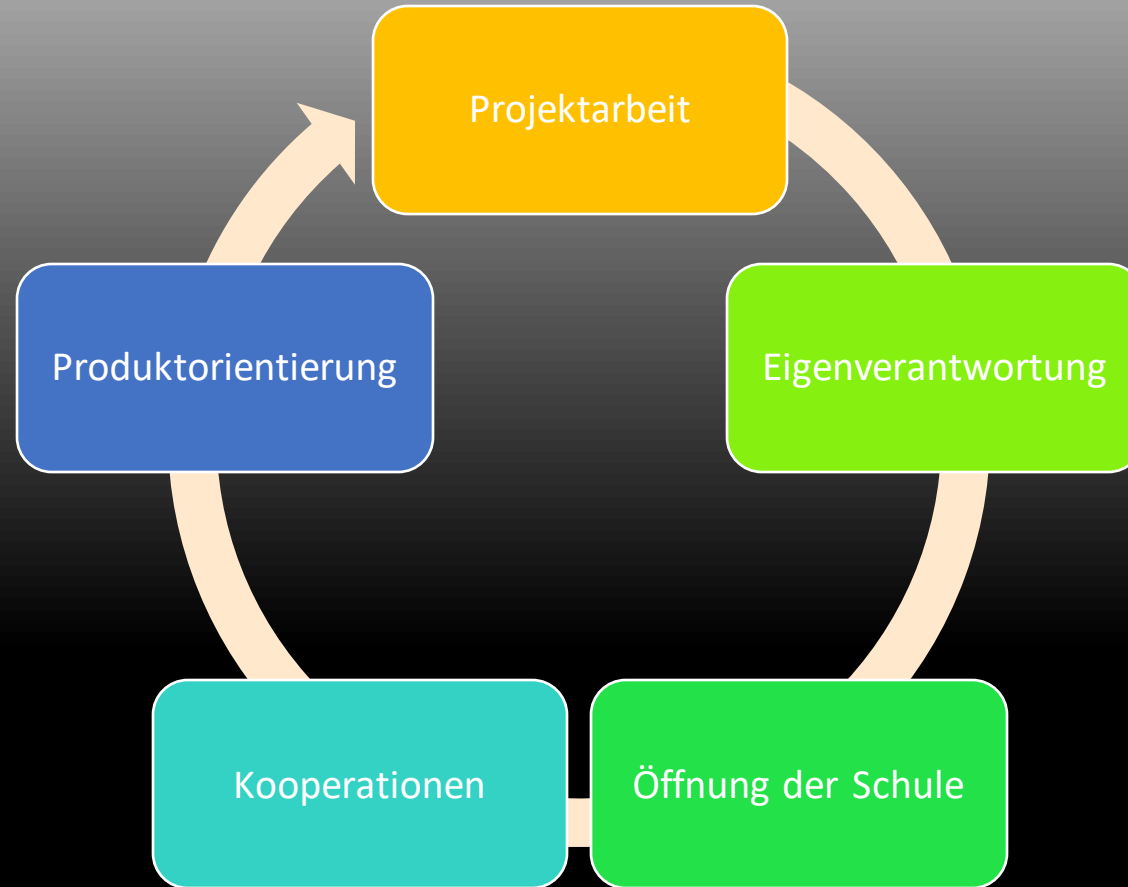 Projektarbeit
Eigenverantwortung
Öffnung der Schule
Kooperationen
Produktorientierung